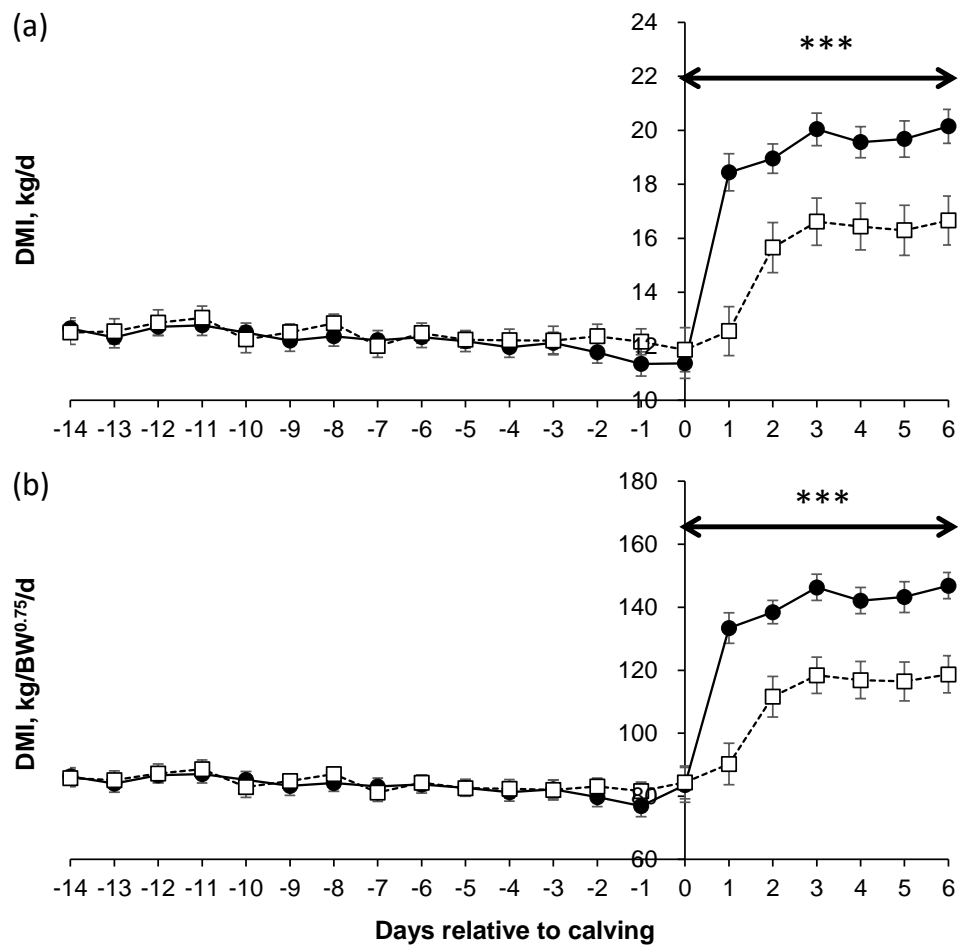 (a)
***
DMI, kg/d
24
22
20
18
16
14
12
10
-14 -13 -12 -11 -10 -9 -8 -7 -6 -5 -4 -3 -2 -1 0 1 2 3 4 5 6
(b)
***
DMI, kg/BW^0.75/d
180
160
140
120
100
80
60
-14 -13 -12 -11 -10 -9 -8 -7 -6 -5 -4 -3 -2 -1 0 1 2 3 4 5 6
Days relative to calving